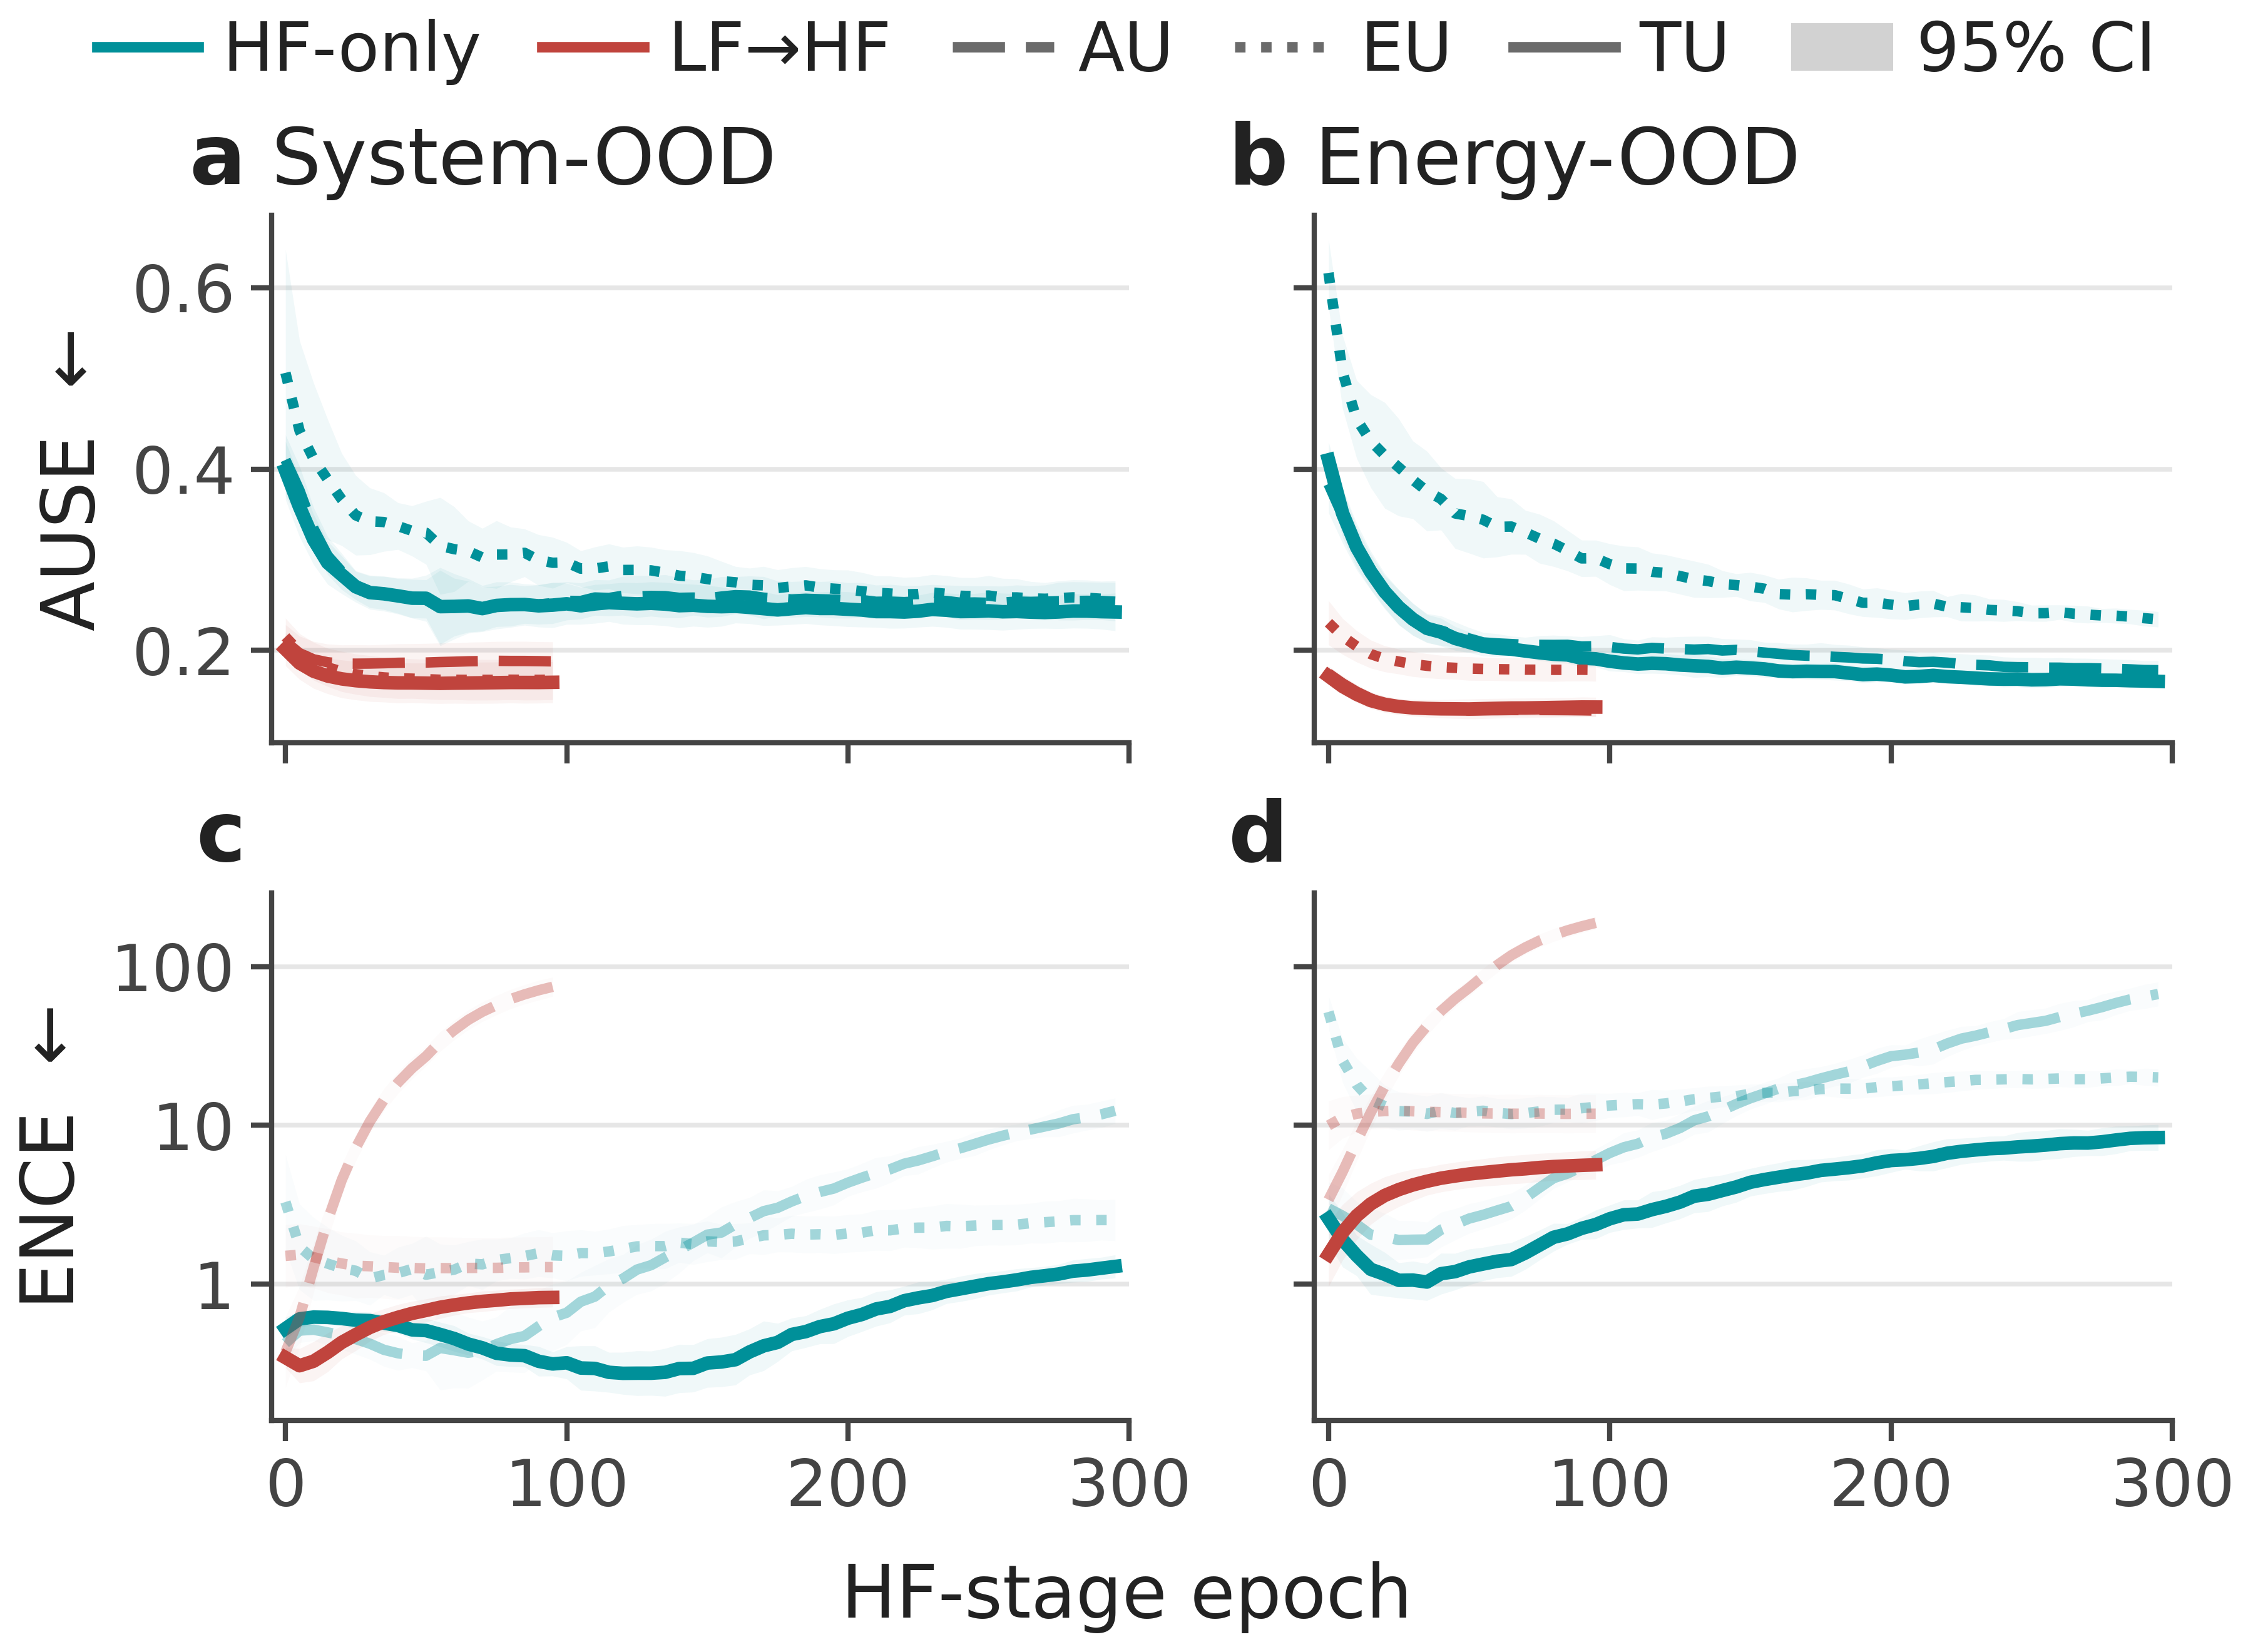 HF-only LF→HF AU EU TU 95% CI
a System-OOD
b Energy-OOD
AUSE ←
0.6
0.4
0.2
c
d
ENCE ←
100
10
1
0 100 200 300
0 100 200 300
HF-stage epoch